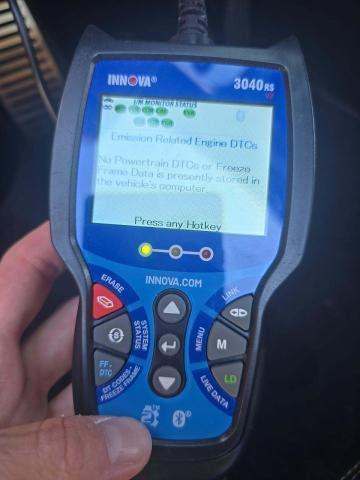 INNOVA®
3040RS
I/M MONITOR STATUS
Emission Related Engine DTCs
No Powertrain DTCs or Freeze
Frame Data is presently stored in
the vehicle's computer.
Press any Hotkey
INNOVA.COM
ERASE
LINK
SYSTEM
STATUS
MENU
M
FF-
DTC
LD
DT CODES-
FREEZE FRAME
LIVE DATA